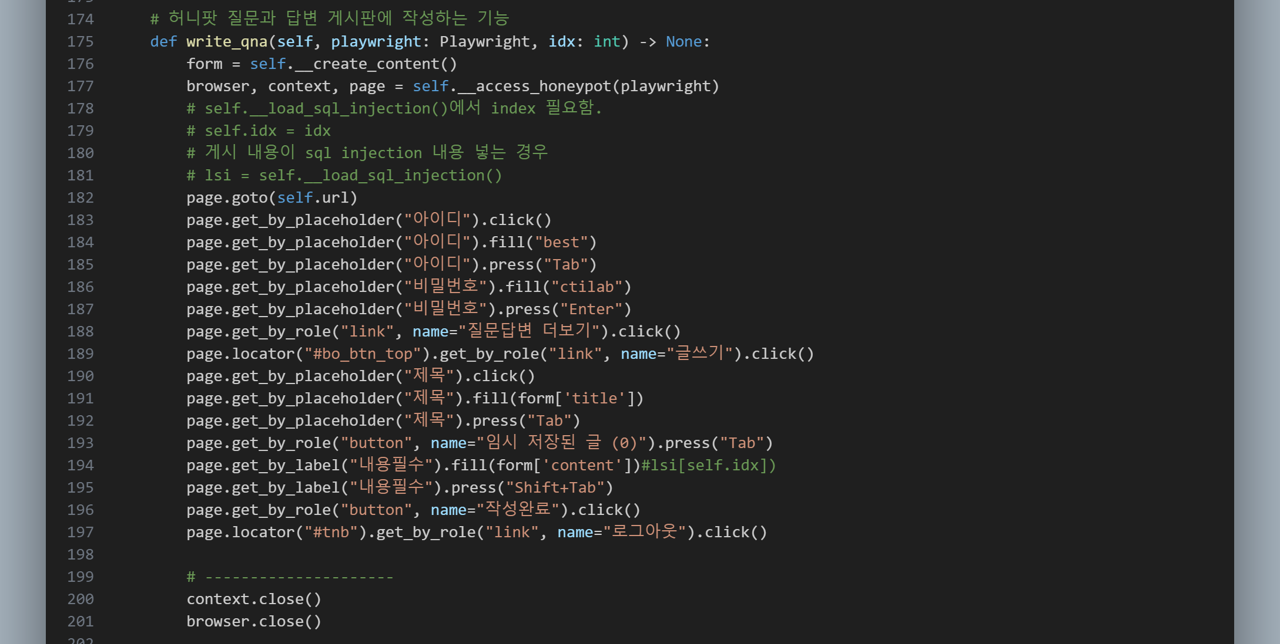 174 # 허니팟 질문과 답변 게시판에 작성하는 기능
175 def write_qna(self, playwright: Playwright, idx: int) -> None:
176 form = self.__create_content()
177 browser, context, page = self.__access_honeypot(playwright)
178 # self.__load_sql_injection()에서 index 필요함.
179 # self.idx = idx
180 # 게시 내용이 sql injection 내용 넣는 경우
181 # lsi = self.__load_sql_injection()
182 page.goto(self.url)
183 page.get_by_placeholder("아이디").click()
184 page.get_by_placeholder("아이디").fill("best")
185 page.get_by_placeholder("아이디").press("Tab")
186 page.get_by_placeholder("비밀번호").fill("ctilab")
187 page.get_by_placeholder("비밀번호").press("Enter")
188 page.get_by_role("link", name="질문답변 더보기").click()
189 page.locator("#bo_btn_top").get_by_role("link", name="글쓰기").click()
190 page.get_by_placeholder("제목").click()
191 page.get_by_placeholder("제목").fill(form['title'])
192 page.get_by_placeholder("제목").press("Tab")
193 page.get_by_role("button", name="임시 저장된 글 (0)").press("Tab")
194 page.get_by_label("내용필수").fill(form['content'])#lsi[self.idx])
195 page.get_by_label("내용필수").press("Shift+Tab")
196 page.get_by_role("button", name="작성완료").click()
197 page.locator("#tnb").get_by_role("link", name="로그아웃").click()
198
199 # ---------------------
200 context.close()
201 browser.close()
202